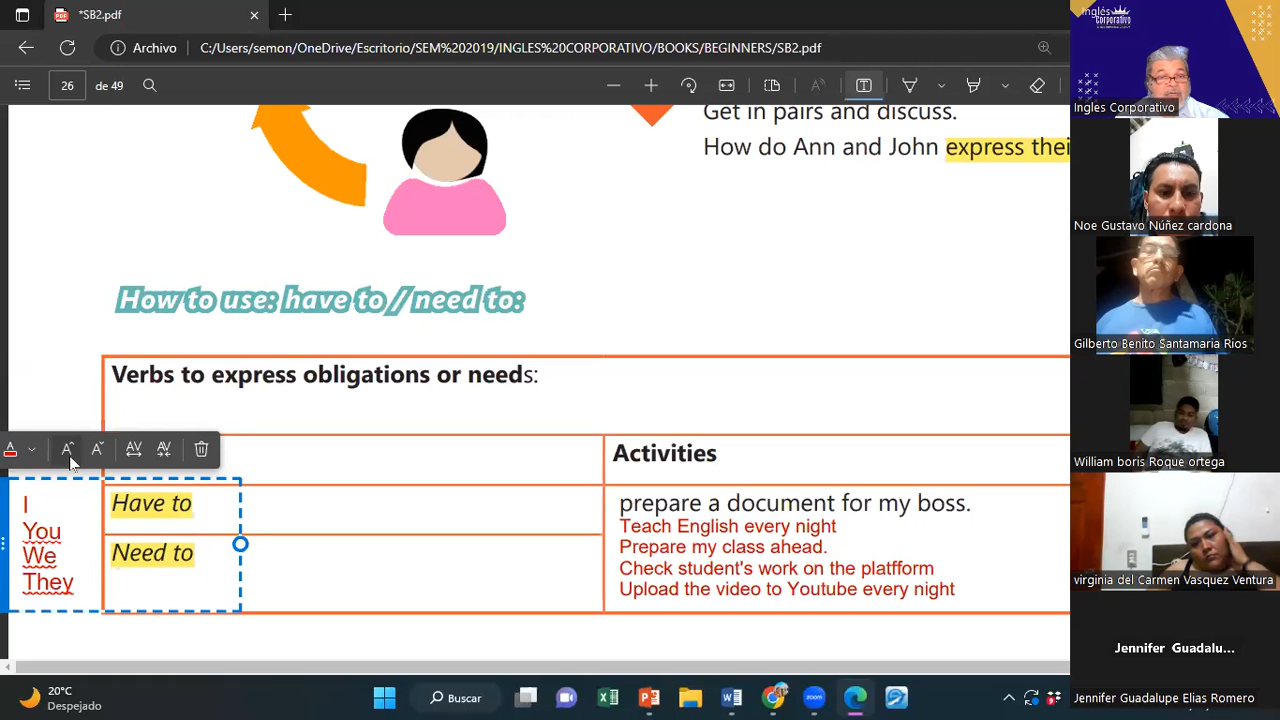 *SB2.pdf
Archivo
C:/Users/semon/OneDrive/Escritorio/SEM%202019/INGLES%20CORPORATIVO/BOOKS/BEGINNERS/SB2.pdf
26 de 49
Get in pairs and discuss.
How do Ann and John express thei
How to use: have to / need to:
Verbs to express obligations or needs:
Activities
I
You
We
They
Have to
Need to
prepare a document for my boss.
Teach English every night
Prepare my class ahead.
Check student's work on the platfform
Upload the video to Youtube every night
Inglés
Corporativo
Ingles Corporativo
Noe Gustavo Núñez cardona
Gilberto Benito Santamaria Rios
William boris Roque ortega
virginia del Carmen Vasquez Ventura
Jennifer Guadalu...
Jennifer Guadalupe Elias Romero
20°C
Despejado
Buscar
zoom